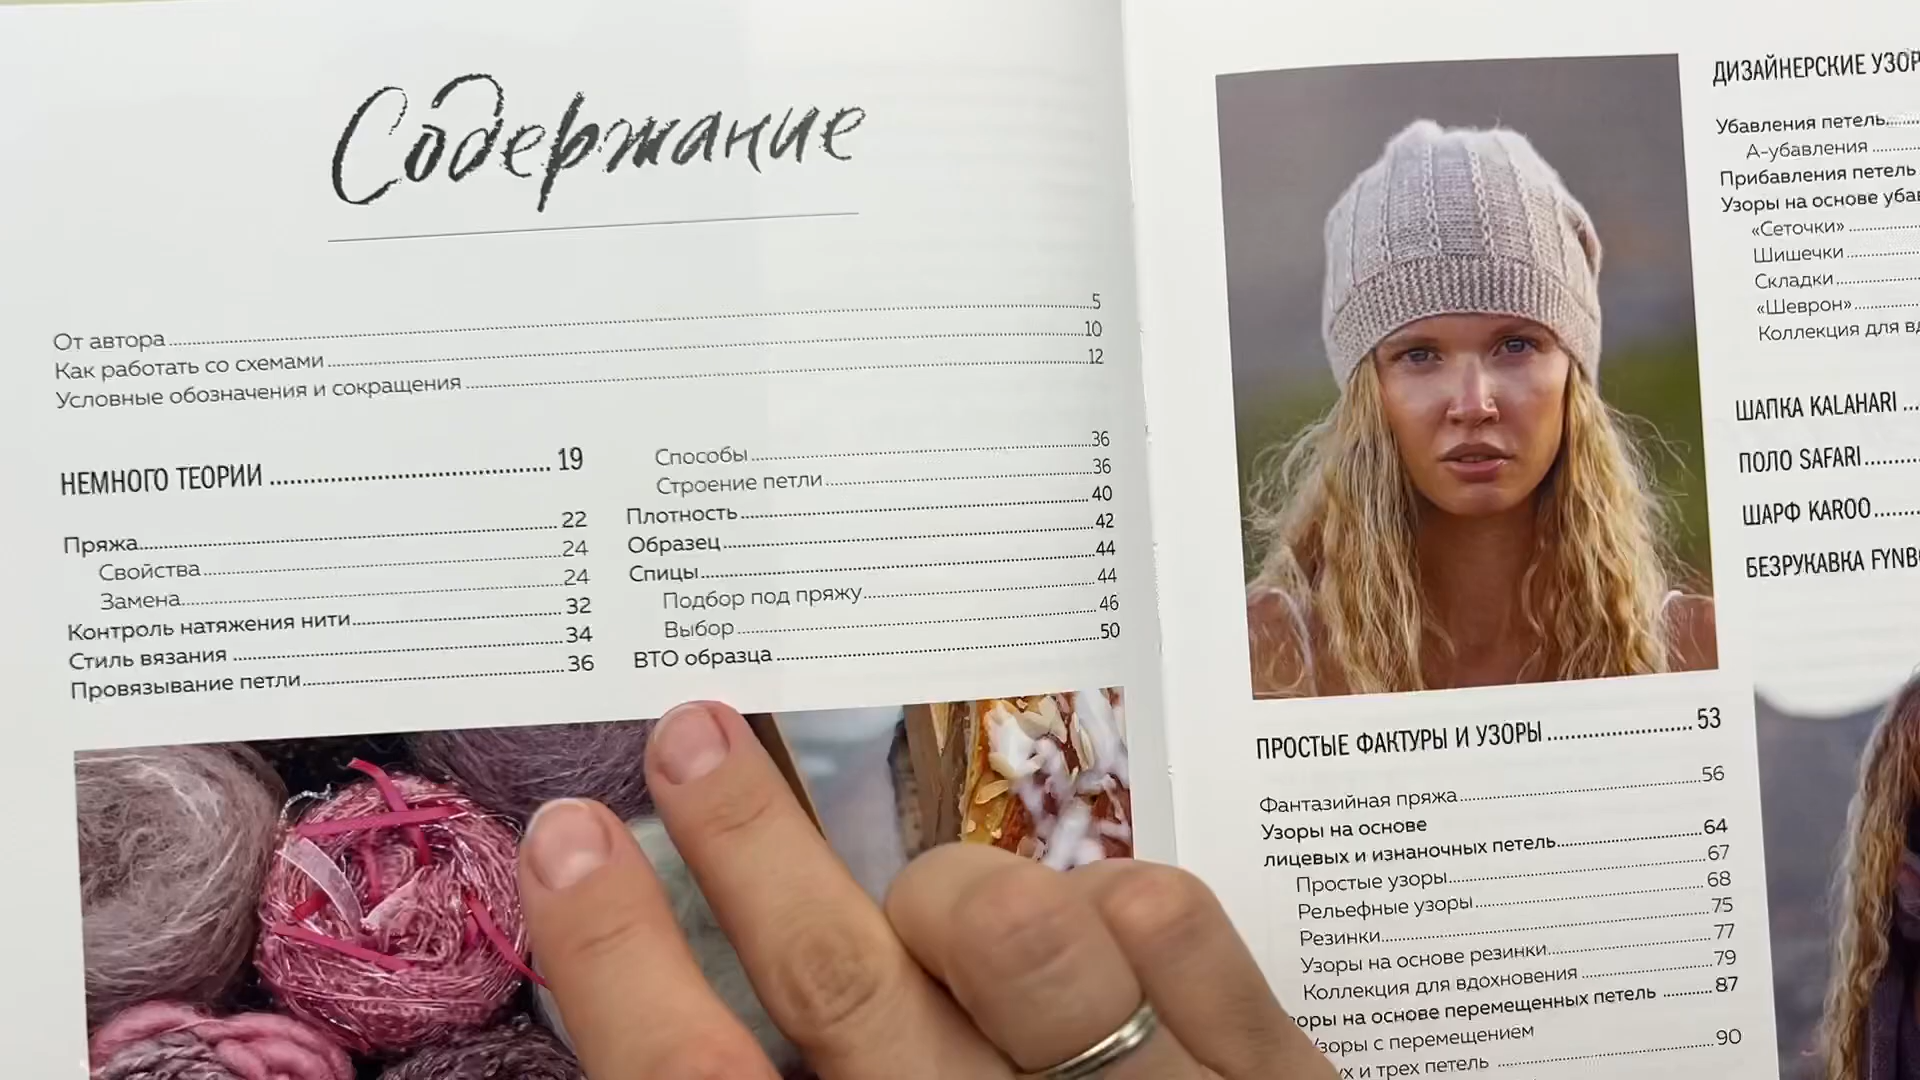 Содержание
От автора 5
Как работать со схемами 10
Условные обозначения и сокращения 12
НЕМНОГО ТЕОРИИ 19
Пряжа 22
Свойства 24
Замена 24
Контроль натяжения нити 32
Стиль вязания 34
Провязывание петли 36
Способы 36
Строение петли 36
Плотность 40
Образец 42
Спицы 44
Подбор под пряжу 44
Выбор 46
ВТО образца 50
ПРОСТЫЕ ФАКТУРЫ И УЗОРЫ 53
Фантазийная пряжа 56
Узоры на основе
лицевых и изнаночных петель 64
Простые узоры 67
Рельефные узоры 68
Резинки 75
Узоры на основе резинки 77
Коллекция для вдохновения 79
на основе перемещенных петель 87
Узоры с перемещением
и трех петель 90
ДИЗАЙНЕРСКИЕ
Убавления петель
А-убавления
Прибавления петель
Узоры на основе
«Сеточки»
Шишечки
Складки
«Шеврон»
Коллекция для
ШАПКА KALAHARI
ПОЛО SAFARI
ШАРФ KAROO
БЕЗРУКАВКА